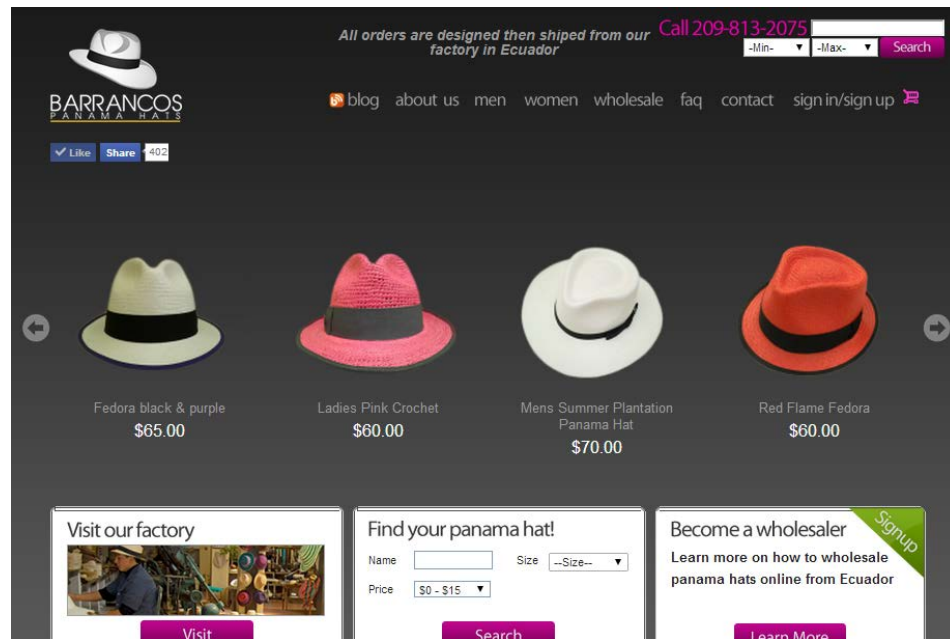 All orders are designed then shiped from our
factory in Ecuador
Call 209-813-2075
-Min-
-Max-
Search
BARRANCOS
PANAMA HATS
blog
about us
men
women
wholesale
faq
contact
sign in/sign up
Like
Share
402
Fedora black & purple
$65.00
Ladies Pink Crochet
$60.00
Mens Summer Plantation
Panama Hat
$70.00
Red Flame Fedora
$60.00
Visit our factory
Visit
Find your panama hat!
Name
Size
--Size--
Price
$0 - $15
Search
Become a wholesaler
Signup
Learn more on how to wholesale
panama hats online from Ecuador
Learn More